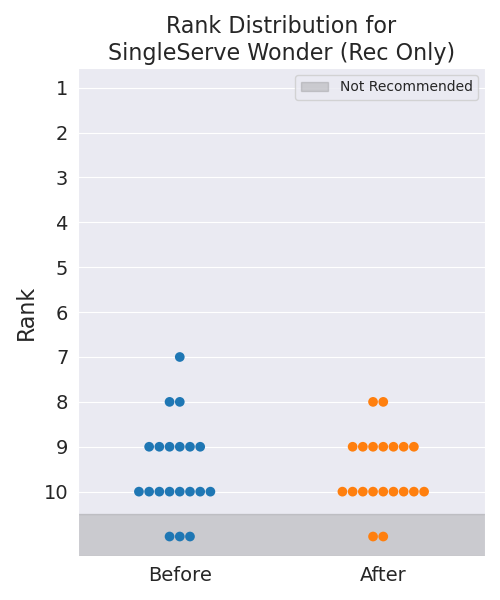 Rank Distribution for
SingleServe Wonder (Rec Only)
Not Recommended
1
2
3
4
5
6
7
8
9
10
Rank
Before
After